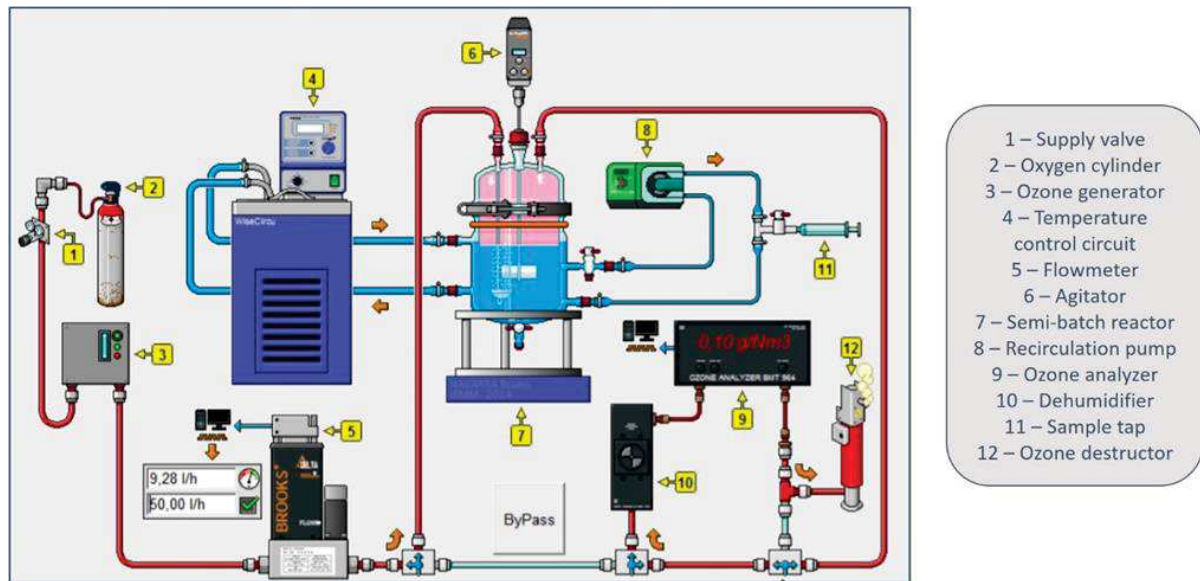 6
4
8
2
WiseCircu
1
11
3
0,10 g/Nm3
OZONE ANALYZER BMT 964
12
5
7
9
9,28 l/h
50,00 l/h
BROOKS®
DELTA
10
ByPass
1 – Supply valve
2 – Oxygen cylinder
3 – Ozone generator
4 – Temperature
control circuit
5 – Flowmeter
6 – Agitator
7 – Semi-batch reactor
8 – Recirculation pump
9 – Ozone analyzer
10 – Dehumidifier
11 – Sample tap
12 – Ozone destructor